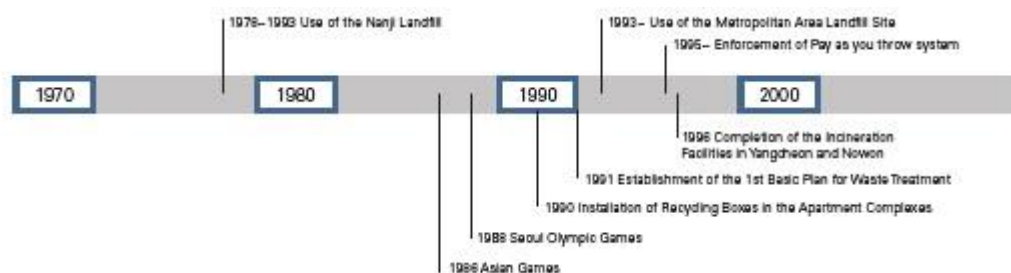 1978–1993 Use of the Nanji Landfill
1993– Use of the Metropolitan Area Landfill Site
1995– Enforcement of Pay as you throw system
1970
1980
1990
2000
1996 Completion of the Incineration
Facilities in Yangcheon and Nowon
1991 Establishment of the 1st Basic Plan for Waste Treatment
1990 Installation of Recycling Boxes in the Apartment Complexes
1988 Seoul Olympic Games
1986 Asian Games